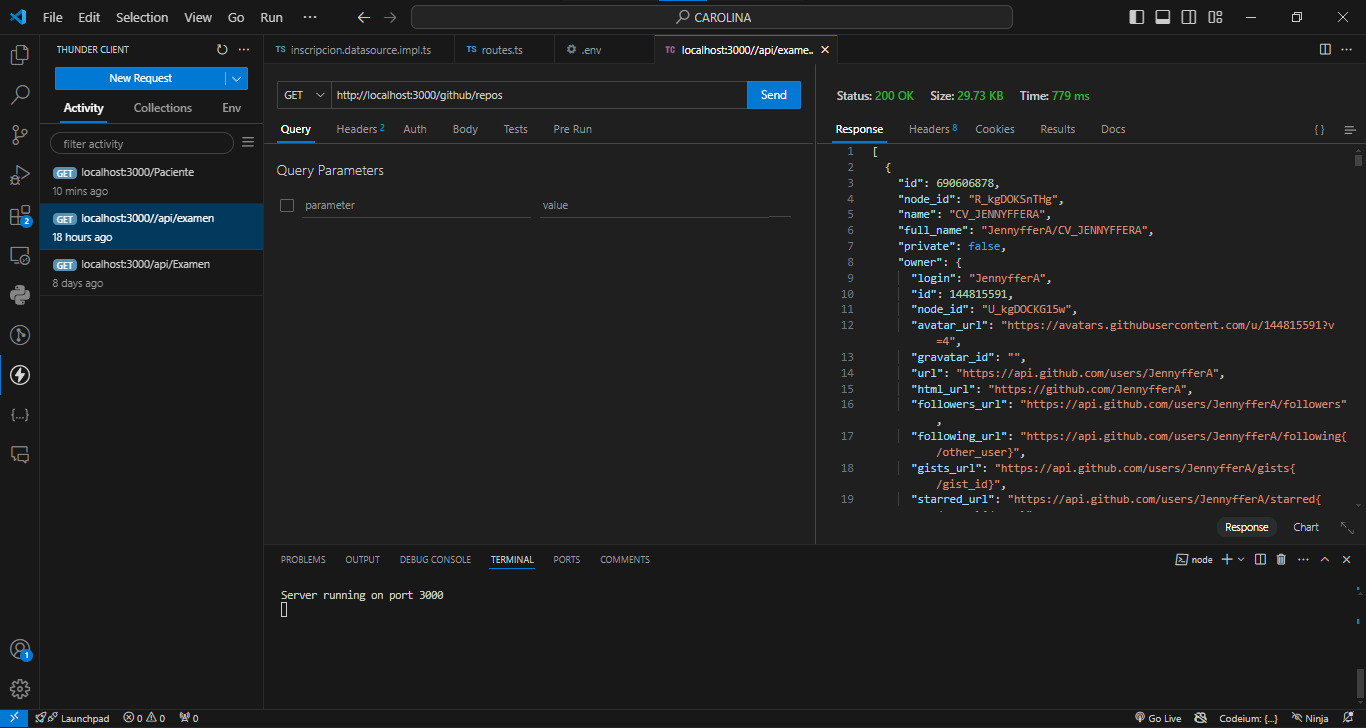 File Edit Selection View Go Run ··· CAROLINA
THUNDER CLIENT
New Request
Activity Collections Env
filter activity
GET localhost:3000/Paciente
10 mins ago
GET localhost:3000//api/examen
18 hours ago
GET localhost:3000/api/Examen
8 days ago
TS inscripcion.datasource.impl.ts
TS routes.ts
.env
TC localhost:3000//api/exame..
GET http://localhost:3000/github/repos Send
Query Headers 2 Auth Body Tests Pre Run
Query Parameters
parameter value
Status: 200 OK Size: 29.73 KB Time: 779 ms
Response Headers 8 Cookies Results Docs { }
1 [
2 {
3 "id": 690606878,
4 "node_id": "R_kgDOKSnTHg",
5 "name": "CV_JENNYFFERA",
6 "full_name": "JennyfferA/CV_JENNYFFERA",
7 "private": false,
8 "owner": {
9 "login": "JennyfferA",
10 "id": 144815591,
11 "node_id": "U_kgDOCKG15w",
12 "avatar_url": "https://avatars.githubusercontent.com/u/144815591?v
=4",
13 "gravatar_id": "",
14 "url": "https://api.github.com/users/JennyfferA",
15 "html_url": "https://github.com/JennyfferA",
16 "followers_url": "https://api.github.com/users/JennyfferA/followers"
,
17 "following_url": "https://api.github.com/users/JennyfferA/following{
/other_user}",
18 "gists_url": "https://api.github.com/users/JennyfferA/gists{
/gist_id}",
19 "starred_url": "https://api.github.com/users/JennyfferA/starred{
Response Chart
PROBLEMS OUTPUT DEBUG CONSOLE TERMINAL PORTS COMMENTS
node
Server running on port 3000
2
{...}
1
Launchpad 0 0 0
Go Live Codeium: {...} Ninja